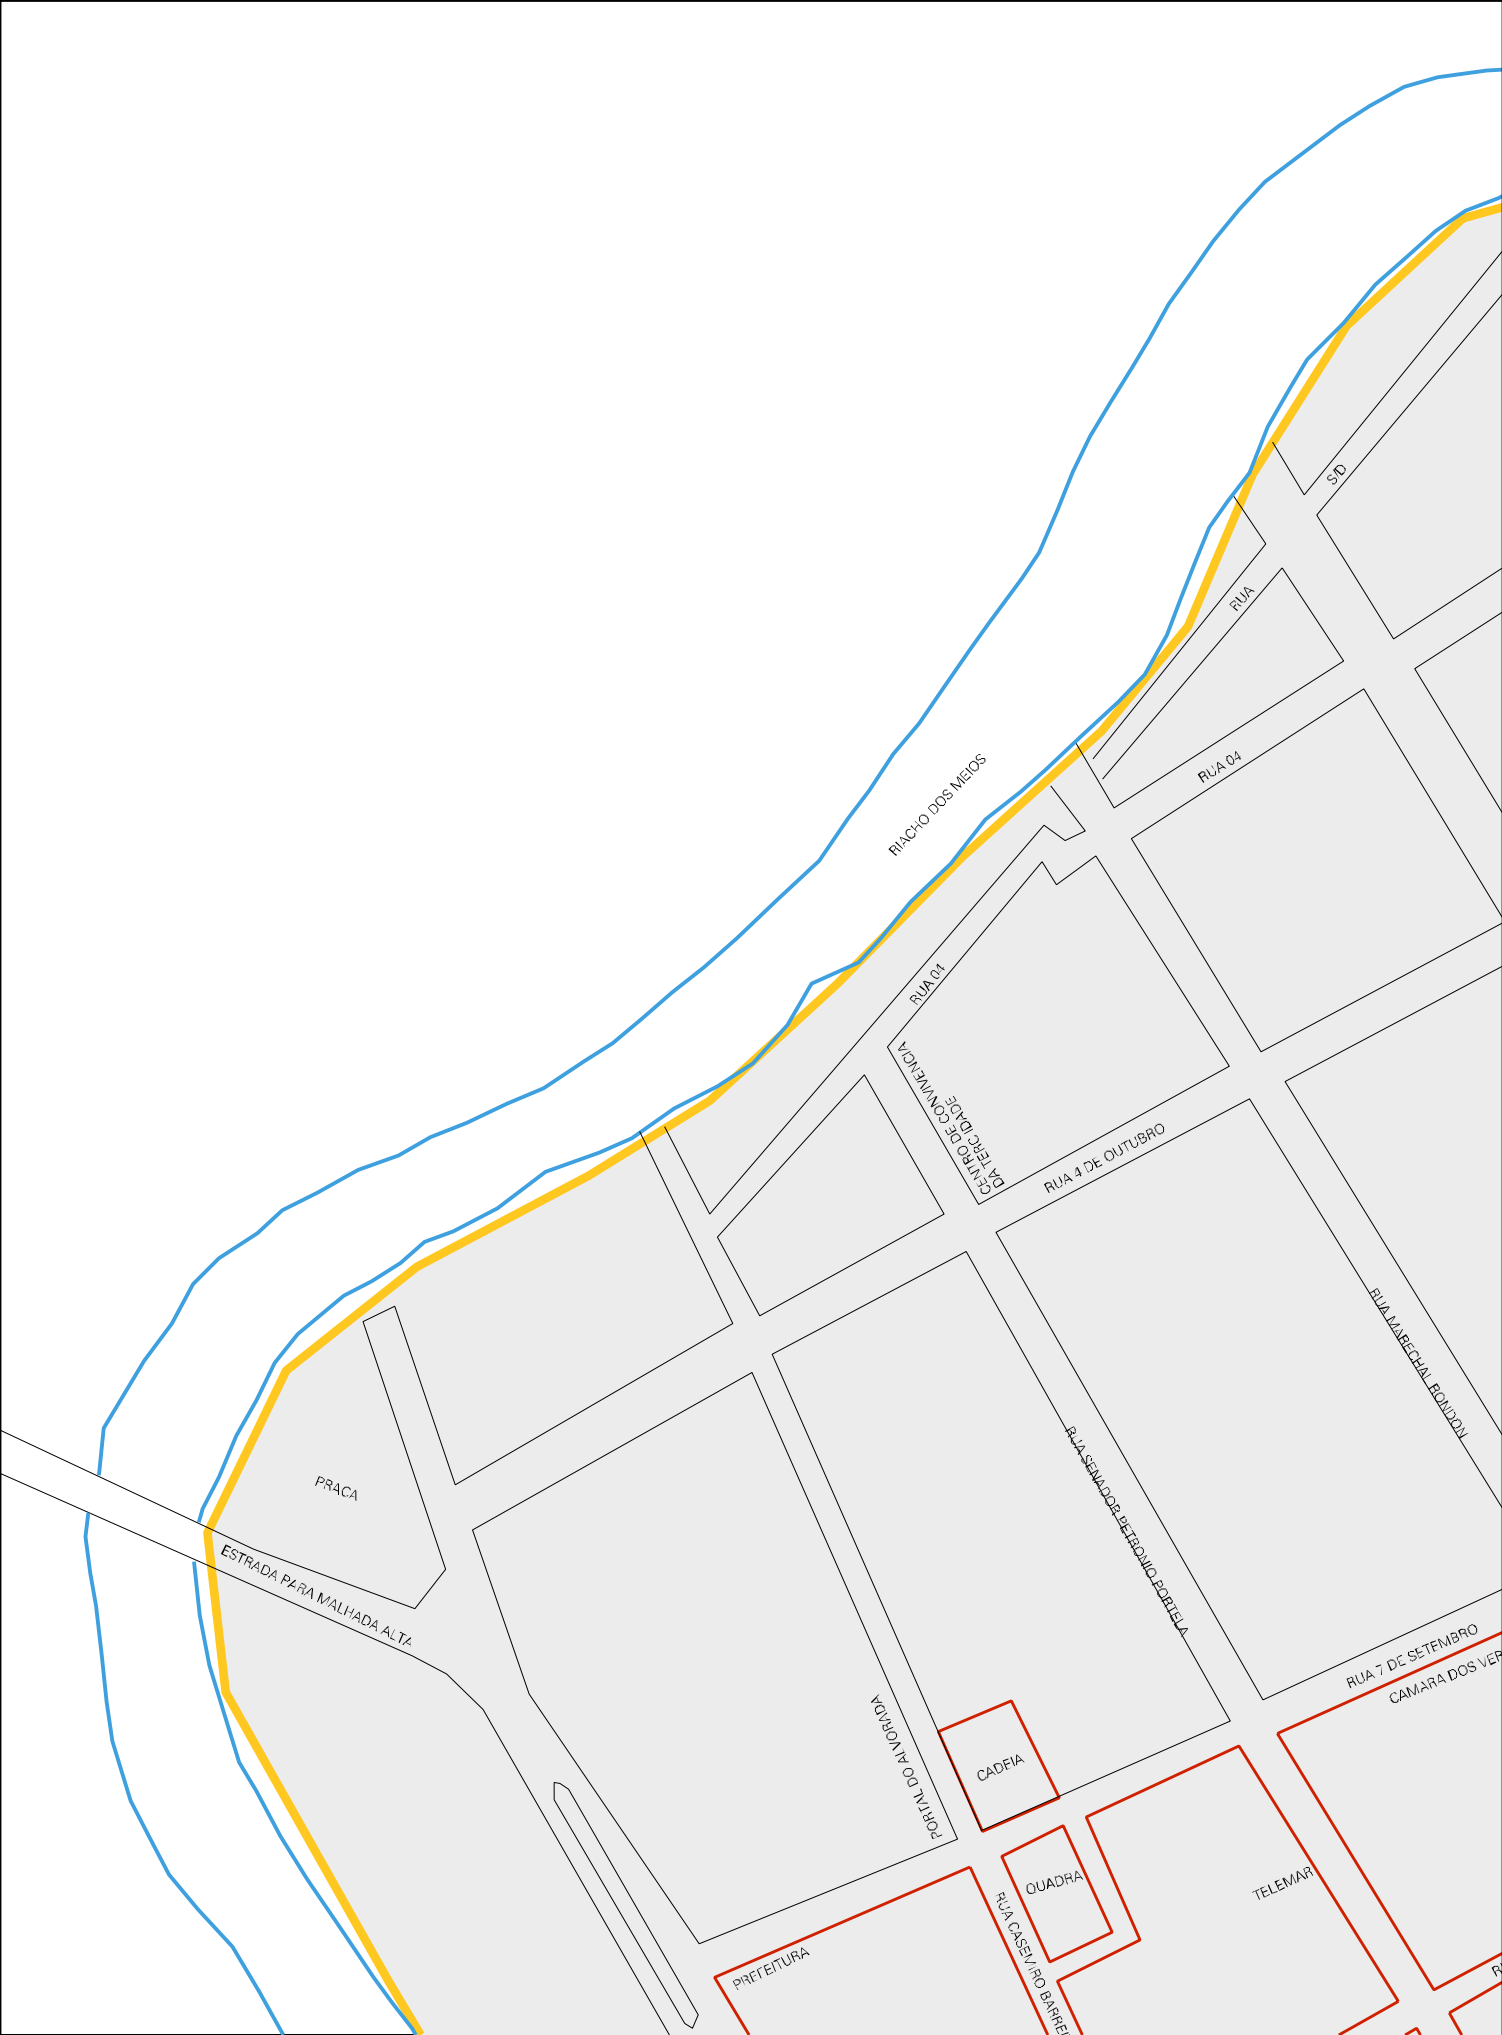 S/D
RUA
RUA 04
RIACHO DOS MEIOS
RUA 04
CENTRO DE CONVIVENCIA
DA TERC IDADE
RUA 4 DE OUTUBRO
RUA MARECHAL RONDON
RUA SENADOR PETRONIO PORTELA
PRACA
ESTRADA PARA MALHADA ALTA
RUA 7 DE SETEMBRO
CAMARA DOS VER
PORTAL DO ALVORADA
CADEIA
QUADRA
TELEMAR
RUA CASEMIRO BARRE
PREFEITURA